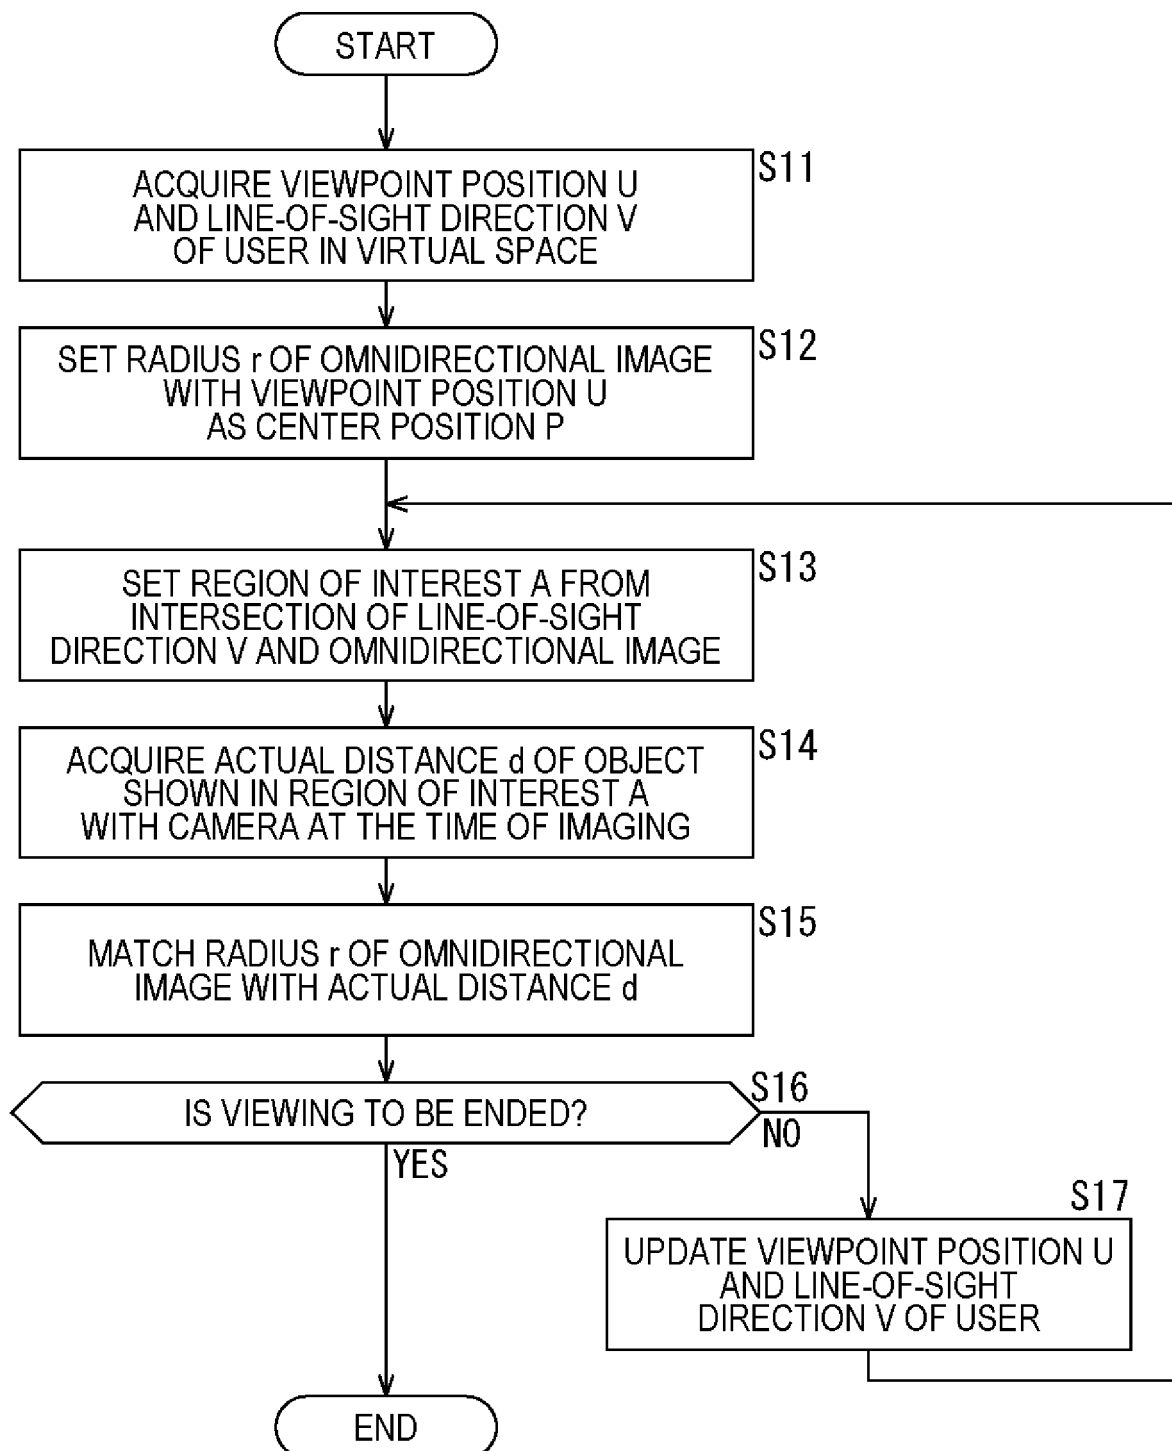 START
S11
ACQUIRE VIEWPOINT POSITION U
AND LINE-OF-SIGHT DIRECTION V
OF USER IN VIRTUAL SPACE
S12
SET RADIUS r OF OMNIDIRECTIONAL IMAGE
WITH VIEWPOINT POSITION U
AS CENTER POSITION P
S13
SET REGION OF INTEREST A FROM
INTERSECTION OF LINE-OF-SIGHT
DIRECTION V AND OMNIDIRECTIONAL IMAGE
S14
ACQUIRE ACTUAL DISTANCE d OF OBJECT
SHOWN IN REGION OF INTEREST A
WITH CAMERA AT THE TIME OF IMAGING
S15
MATCH RADIUS r OF OMNIDIRECTIONAL
IMAGE WITH ACTUAL DISTANCE d
S16
IS VIEWING TO BE ENDED?
NO
YES
S17
UPDATE VIEWPOINT POSITION U
AND LINE-OF-SIGHT
DIRECTION V OF USER
END